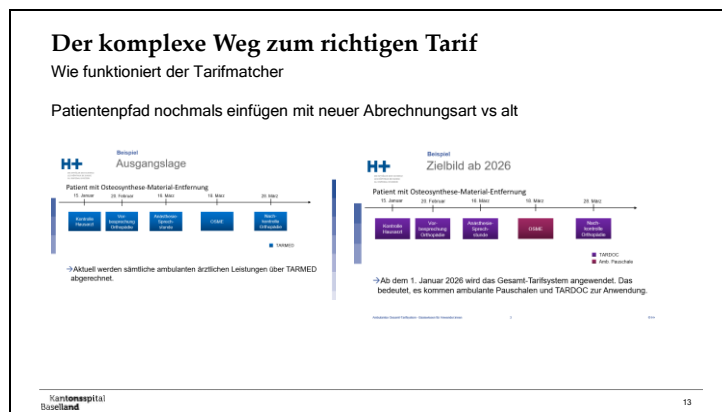 Der komplexe Weg zum richtigen Tarif
Wie funktioniert der Tarifmatcher
Patientenpfad nochmals einfügen mit neuer Abrechnungsart vs alt
H+
Beispiel
Ausgangslage
Patient mit Osteosynthese-Material-Entfernung
15. Januar
20. Februar
16. März
18. März
20. März
Kontrolle
Hausarzt
Vor-
besprechung
Orthopädie
Anästhesie-
Sprech-
stunde
OSME
Nach-
kontrolle
Orthopädie
TARMED
→Aktuell werden sämtliche ambulanten ärztlichen Leistungen über TARMED
abgerechnet.
H+
Beispiel
Zielbild ab 2026
Patient mit Osteosynthese-Material-Entfernung
15. Januar
20. Februar
16. März
18. März
20. März
Kontrolle
Hausarzt
Vor-
besprechung
Orthopädie
Anästhesie-
Sprech-
stunde
OSME
Nach-
kontrolle
Orthopädie
TARDOC
Amb. Pauschale
→Ab dem 1. Januar 2026 wird das Gesamt-Tarifsystem angewendet. Das
bedeutet, es kommen ambulante Pauschalen und TARDOC zur Anwendung.
Kantonsspital
Baselland
13